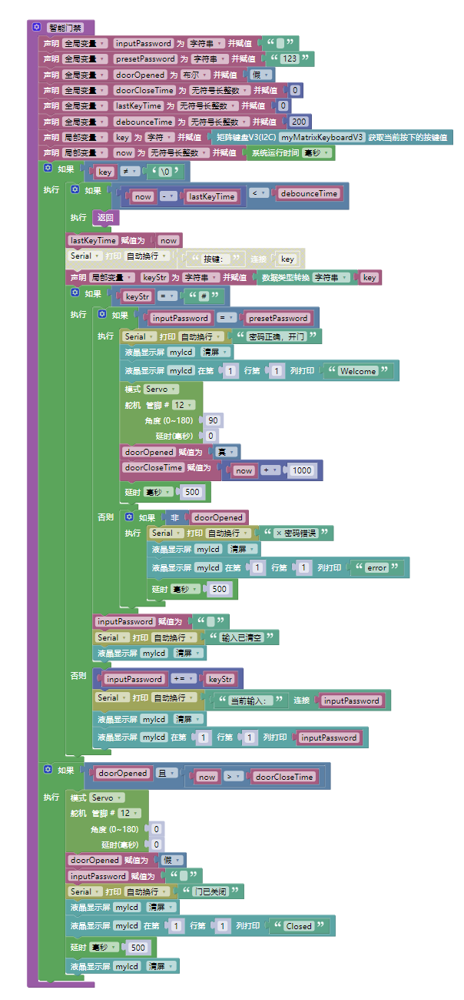 智能门禁
声明 全局变量 inputPassword 为 字符串 并赋值 “ ”
声明 全局变量 presetPassword 为 字符串 并赋值 “ 123 ”
声明 全局变量 doorOpened 为 布尔 并赋值 假
声明 全局变量 doorCloseTime 为 无符号长整数 并赋值 0
声明 全局变量 lastKeyTime 为 无符号长整数 并赋值 0
声明 全局变量 debounceTime 为 无符号长整数 并赋值 200
声明 局部变量 key 为 字符 并赋值 矩阵键盘V3(I2C) myMatrixKeyboardV3 获取当前按下的按键值
声明 局部变量 now 为 无符号长整数 并赋值 系统运行时间 毫秒
如果 key ≠ ‘ \0 ’
执行 如果 now - lastKeyTime < debounceTime
执行 返回
lastKeyTime 赋值为 now
Serial 打印 自动换行 “ 按键： ” 连接 key
声明 局部变量 keyStr 为 字符串 并赋值 数据类型转换 字符串 key
如果 keyStr = “ # ”
执行 如果 inputPassword = presetPassword
执行 Serial 打印 自动换行 “ 密码正确，开门 ”
液晶显示屏 mylcd 清屏
液晶显示屏 mylcd 在第 1 行第 1 列打印 “ Welcome ”
模式 Servo
舵机 管脚 # 12
角度 (0~180) 90
延时(毫秒) 0
doorOpened 赋值为 真
doorCloseTime 赋值为 now + 1000
延时 毫秒 500
否则 如果 非 doorOpened
执行 Serial 打印 自动换行 “ × 密码错误 ”
液晶显示屏 mylcd 清屏
液晶显示屏 mylcd 在第 1 行第 1 列打印 “ error ”
延时 毫秒 500
inputPassword 赋值为 “ ”
Serial 打印 自动换行 “ 输入已清空 ”
液晶显示屏 mylcd 清屏
否则 inputPassword += keyStr
Serial 打印 自动换行 “ 当前输入： ” 连接 inputPassword
液晶显示屏 mylcd 清屏
液晶显示屏 mylcd 在第 1 行第 1 列打印 inputPassword
如果 doorOpened 且 now > doorCloseTime
执行 模式 Servo
舵机 管脚 # 12
角度 (0~180) 0
延时(毫秒) 0
doorOpened 赋值为 假
inputPassword 赋值为 “ ”
Serial 打印 自动换行 “ 门已关闭 ”
液晶显示屏 mylcd 清屏
液晶显示屏 mylcd 在第 1 行第 1 列打印 “ Closed ”
延时 毫秒 500
液晶显示屏 mylcd 清屏